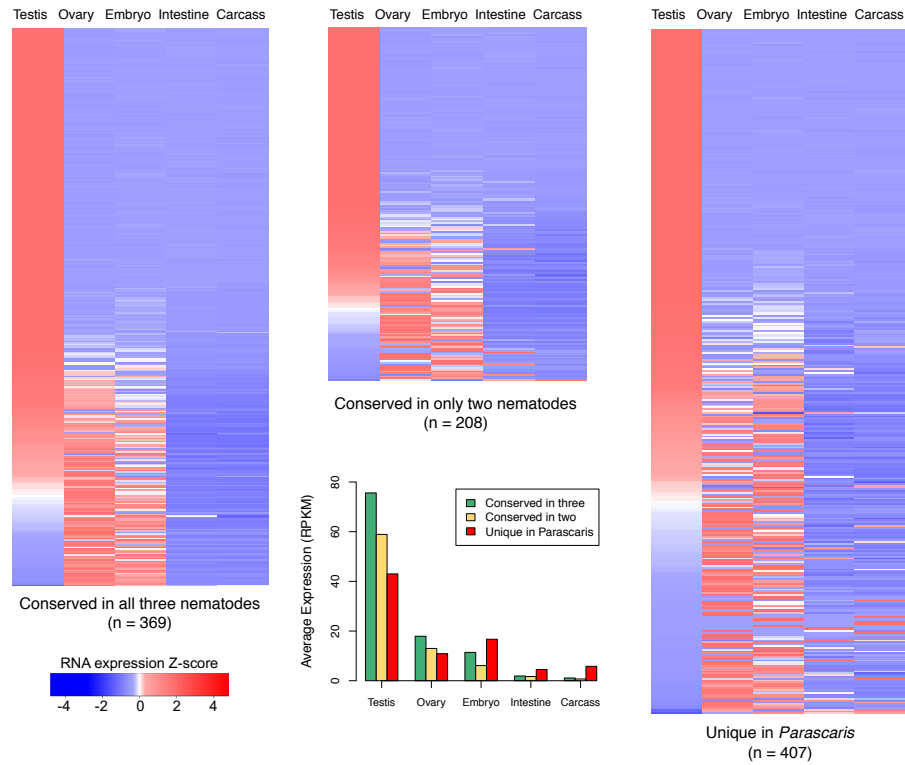 Testis Ovary Embryo Intestine Carcass
Conserved in all three nematodes
(n = 369)
RNA expression Z-score
-4 -2 0 2 4
Testis Ovary Embryo Intestine Carcass
Conserved in only two nematodes
(n = 208)
Average Expression (RPKM)
80
60
40
20
0
Conserved in three
Conserved in two
Unique in Parascaris
Testis Ovary Embryo Intestine Carcass
Testis Ovary Embryo Intestine Carcass
Unique in Parascaris
(n = 407)